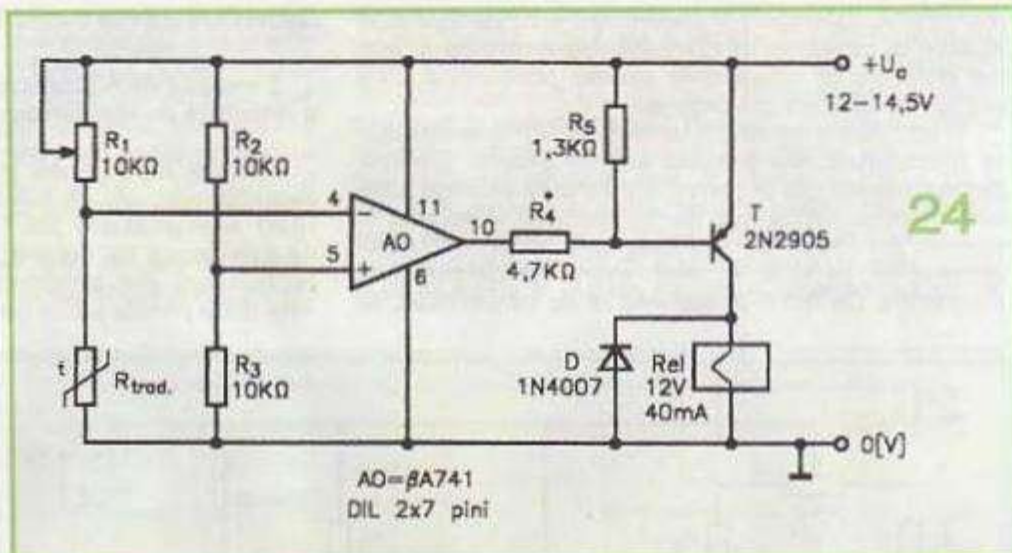 +Uₐ
12–14,5V
R₁
10KΩ
R₂
10KΩ
R₅
1,3KΩ
24
4
−
11
AO
10
R₄*
4,7KΩ
T
2N2905
5
+
6
t
Rtrad.
R₃
10KΩ
D
1N4007
Rel
12V
40mA
0[V]
AO=βA741
DIL 2x7 pini